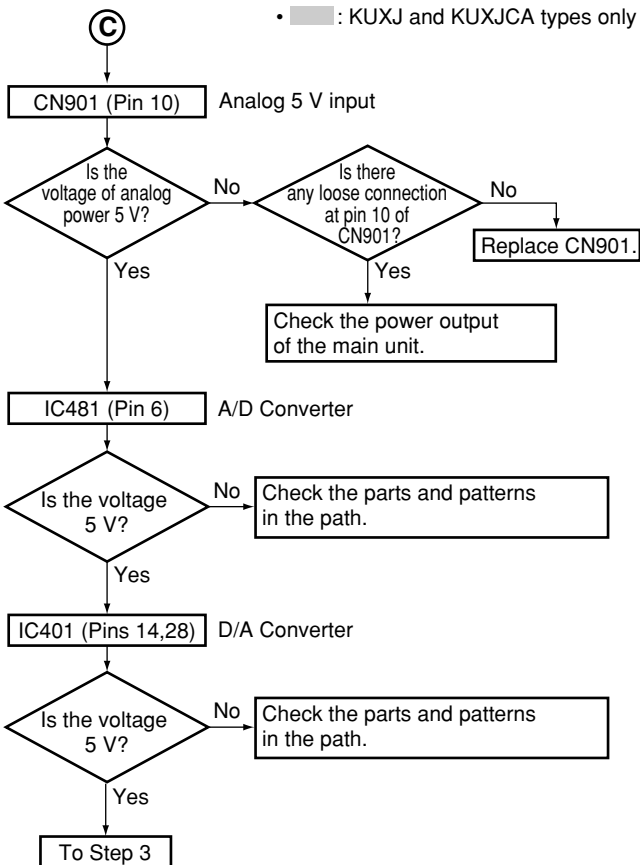 C
• : KUXJ and KUXJCA types only
CN901 (Pin 10)
Analog 5 V input
Is the
voltage of analog
power 5 V?
No
Is there
any loose connection
at pin 10 of
CN901?
No
Replace CN901.
Yes
Yes
Check the power output
of the main unit.
IC481 (Pin 6)
A/D Converter
Is the voltage
5 V?
No
Check the parts and patterns
in the path.
Yes
IC401 (Pins 14,28)
D/A Converter
Is the voltage
5 V?
No
Check the parts and patterns
in the path.
Yes
To Step 3